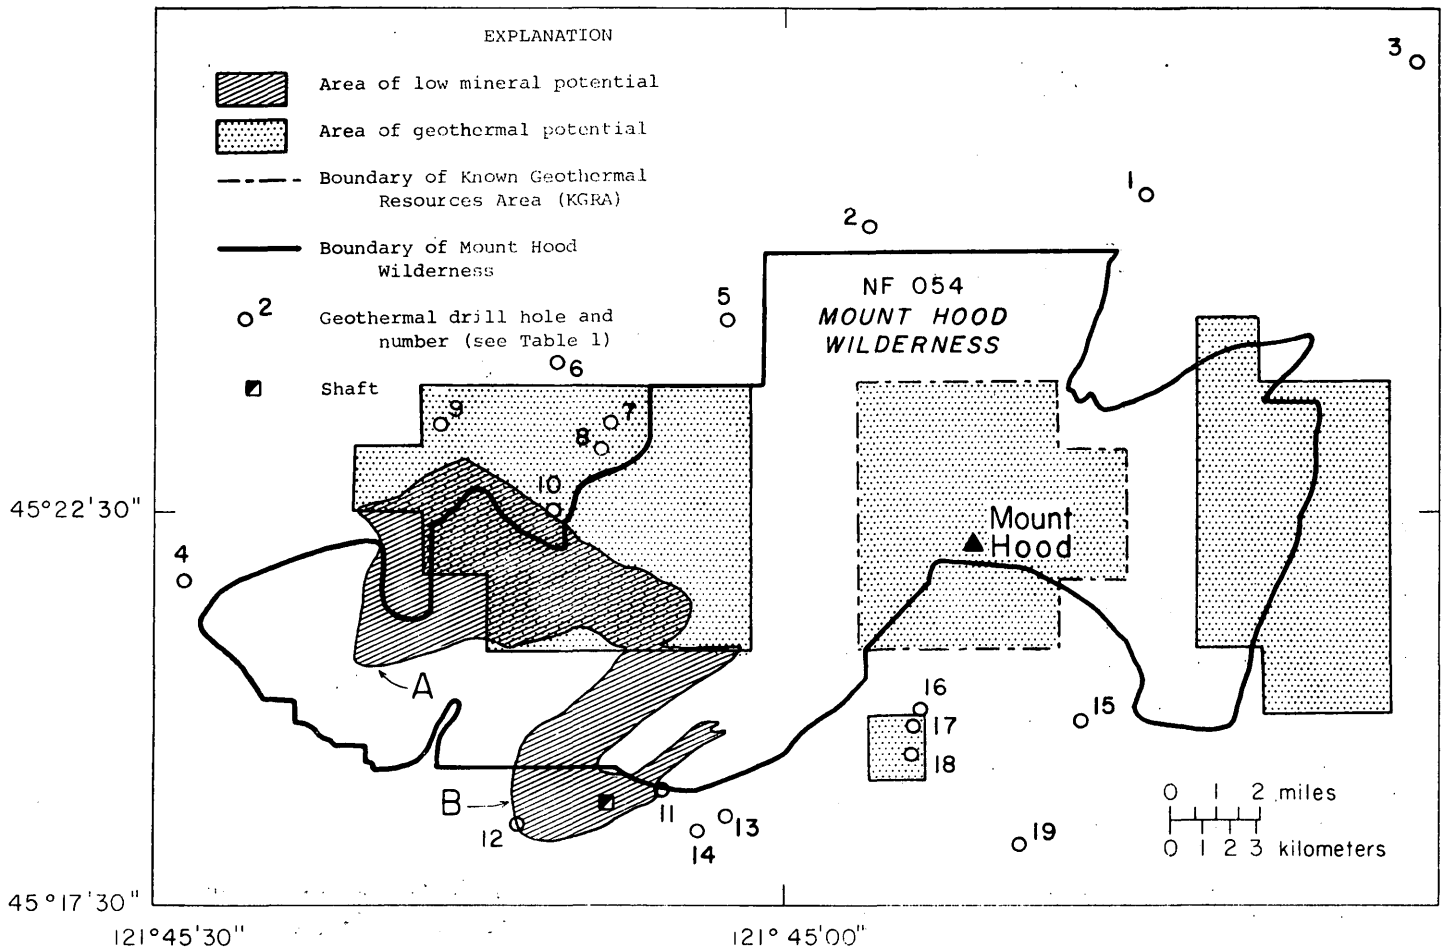 EXPLANATION
Area of low mineral potential
Area of geothermal potential
Boundary of Known Geothermal
Resources Area (KGRA)
Boundary of Mount Hood
Wilderness
2
Geothermal drill hole and
number (see Table 1)
Shaft
3
1
2
5
NF 054
MOUNT HOOD
WILDERNESS
6
9
7
8
10
45°22'30"
Mount
Hood
4
A
16
15
17
18
B
11
12
13
14
19
0 1 2 miles
0 1 2 3 kilometers
45°17'30"
121°45'30"
121°45'00"